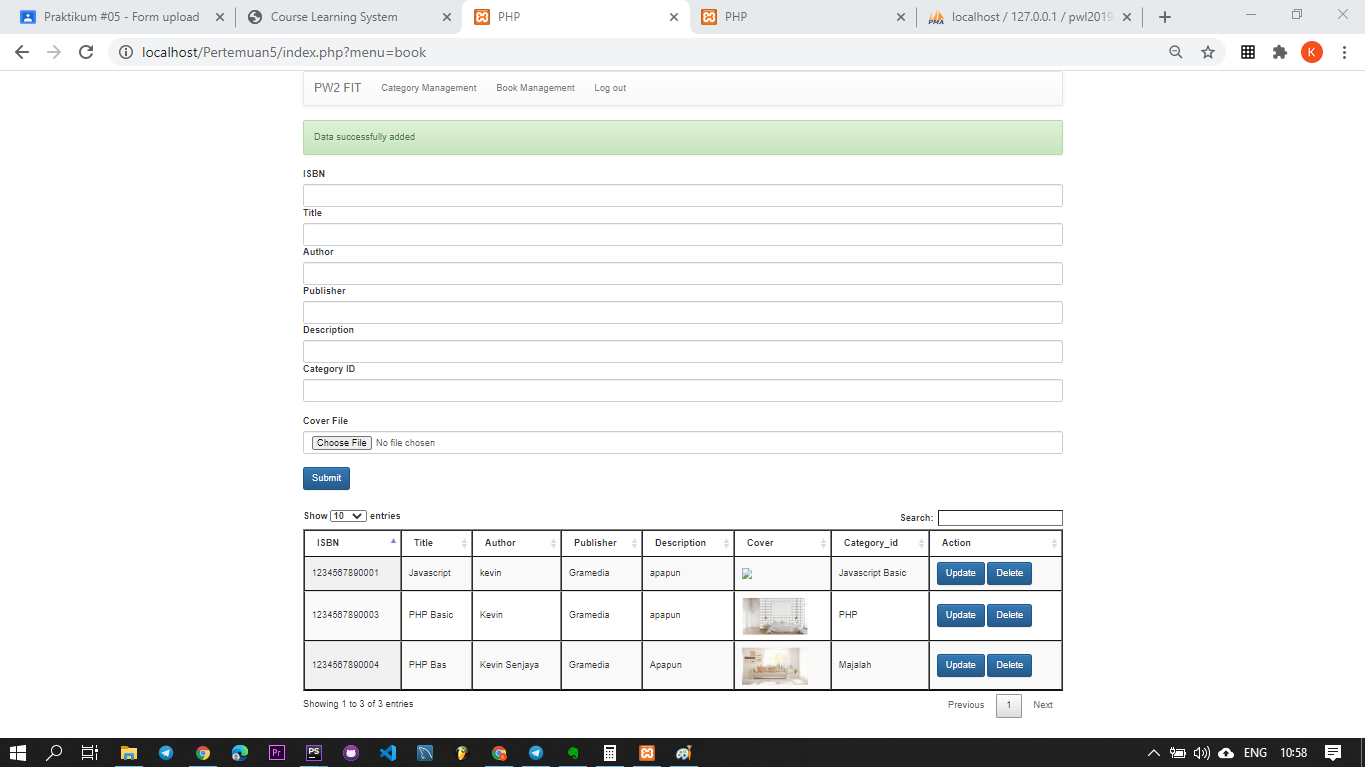 Praktikum #05 - Form upload
Course Learning System
PHP
PHP
localhost / 127.0.0.1 / pwl2019
localhost/Pertemuan5/index.php?menu=book
K
PW2 FIT Category Management Book Management Log out
Data successfully added
ISBN
Title
Author
Publisher
Description
Category ID
Cover File
Choose File No file chosen
Submit
Show 10 entries Search:
ISBN Title Author Publisher Description Cover Category_id Action
1234567890001 Javascript kevin Gramedia apapun Javascript Basic Update Delete
1234567890003 PHP Basic Kevin Gramedia apapun PHP Update Delete
1234567890004 PHP Bas Kevin Senjaya Gramedia Apapun Majalah Update Delete
Showing 1 to 3 of 3 entries Previous 1 Next
Pr PS ENG 10:58